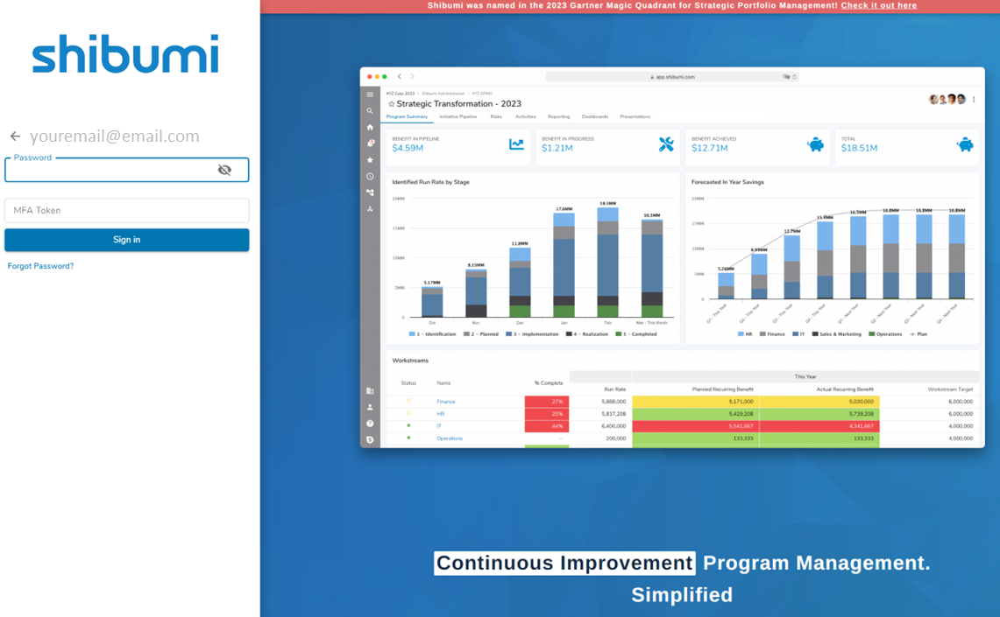 Shibumi was named in the 2023 Gartner Magic Quadrant for Strategic Portfolio Management! Check it out here
shibumi
youremail@email.com
Password
MFA Token
Sign in
Forgot Password?
app.shibumi.com
XYZ Corp 2023 > Shibumi Administration > XYZ EPMO
Strategic Transformation - 2023
Program Summary Initiative Pipeline Risks Activities Reporting Dashboards Presentations
BENEFIT IN PIPELINE
$4.59MM
BENEFIT IN PROGRESS
$1.21MM
BENEFIT ACHIEVED
$12.71MM
TOTAL
$18.51MM
Identified Run Rate by Stage
20MM
15MM
10MM
5MM
0
5.17MM
8.15MM
11.8MM
17.6MM
18.5MM
16.5MM
Oct Nov Dec Jan Feb Mar - This Month
1 - Identification 2 - Planned 3 - Implementation 4 - Realization 5 - Completed
Forecasted In Year Savings
20MM
15MM
10MM
5MM
0
5.26MM
8.99MM
12.7MM
15.4MM
16.5MM
16.8MM
16.8MM
16.8MM
Q1 - This Year
Q2 - This Year
Q3 - This Year
Q4 - This Year
Q1 - Next Year
Q2 - Next Year
Q3 - Next Year
Q4 - Next Year
HR Finance IT Sales & Marketing Operations Plan
Workstreams
This Year
Status Name % Complete Run Rate Planned Recurring Benefit Actual Recurring Benefit Workstream Target
Finance 27% 5,888,000 5,171,000 5,030,000 6,000,000
HR 25% 5,837,208 5,429,208 5,739,208 6,000,000
IT 44% 6,400,000 5,541,667 4,341,667 4,000,000
Operations -- 200,000 133,333 133,333 4,000,000
Continuous Improvement Program Management.
Simplified